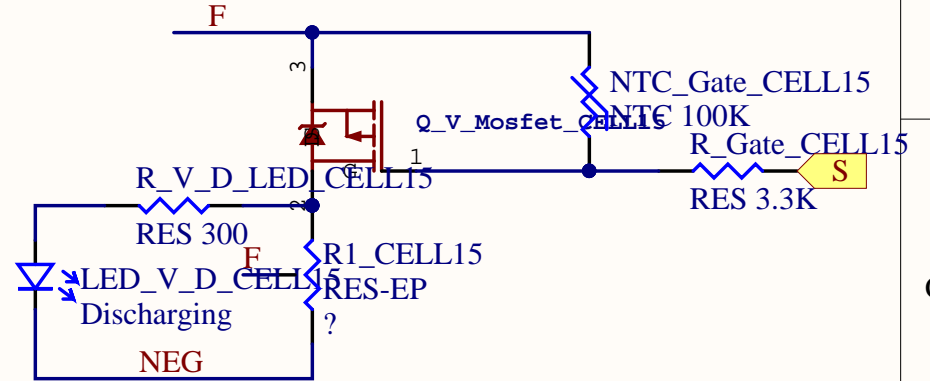 F
3
NTC_Gate_CELL15
NTC 100K
Q_V_Mosfet_CELL15
1
R_Gate_CELL15
S
G
R_V_D_LED_CELL15
RES 3.3K
2
RES 300
F
R1_CELL15
LED_V_D_CELL15
RES-EP
Discharging
?
NEG